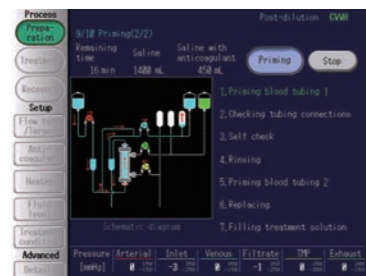 Process
Prepa-
ration
Treatment
Recovery
Setup
Flow rate
/Target
Anti-
coagulant
Heater
Fluid
level
Treatment
condition
Advanced
Detail
Post-dilution CVVH
9/10 Priming(2/2)
Remaining time
16 min
Saline
1400 mL
Saline with anticoagulant
450 mL
Priming
Stop
1.Priming blood tubing 1
2.Checking tubing connections
3.Self check
4.Rinsing
5.Priming blood tubing 2
6.Replacing
7.Filling treatment solution
Schematic diagram
Pressure Arterial Inlet Venous Filtrate TMP Exhaust
[mmHg] 0 -3 0 -1 0 0